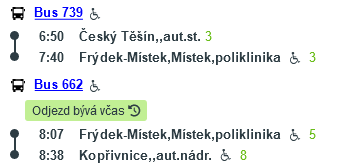 Bus 739
6:50 Český Těšín,,aut.st. 3
7:40 Frýdek-Místek,Místek,poliklinika 3
Bus 662
Odjezd bývá včas
8:07 Frýdek-Místek,Místek,poliklinika 5
8:38 Kopřivnice,,aut.nádr. 8